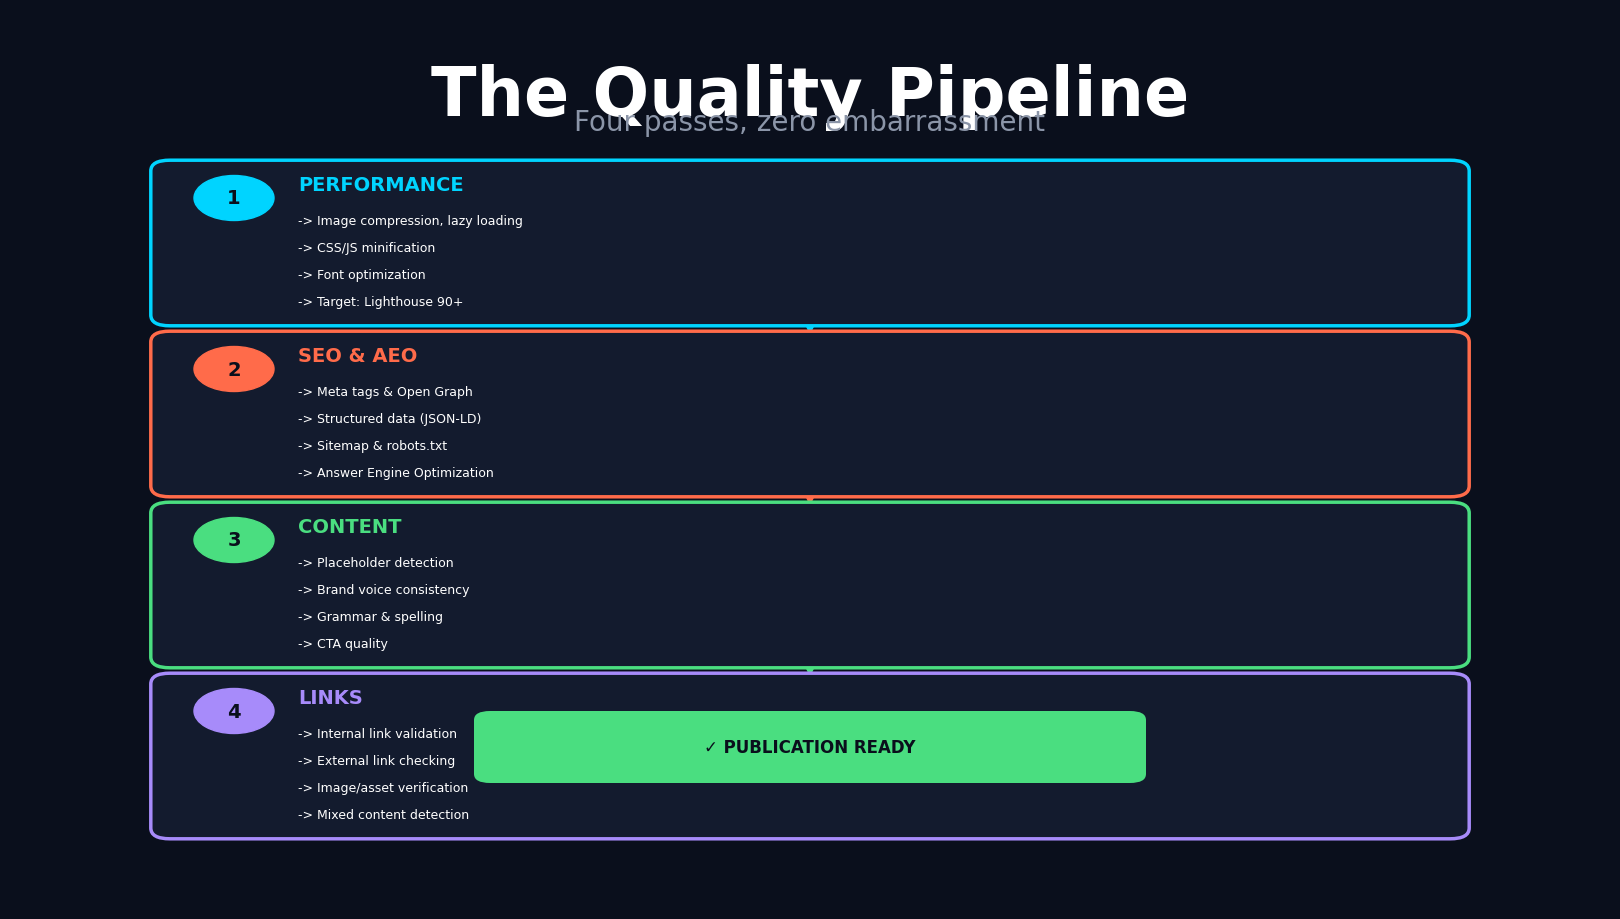 The Quality Pipeline
Four passes, zero embarrassment
1
PERFORMANCE
-> Image compression, lazy loading
-> CSS/JS minification
-> Font optimization
-> Target: Lighthouse 90+
2
SEO & AEO
-> Meta tags & Open Graph
-> Structured data (JSON-LD)
-> Sitemap & robots.txt
-> Answer Engine Optimization
3
CONTENT
-> Placeholder detection
-> Brand voice consistency
-> Grammar & spelling
-> CTA quality
4
LINKS
-> Internal link validation
-> External link checking
-> Image/asset verification
-> Mixed content detection
✓ PUBLICATION READY